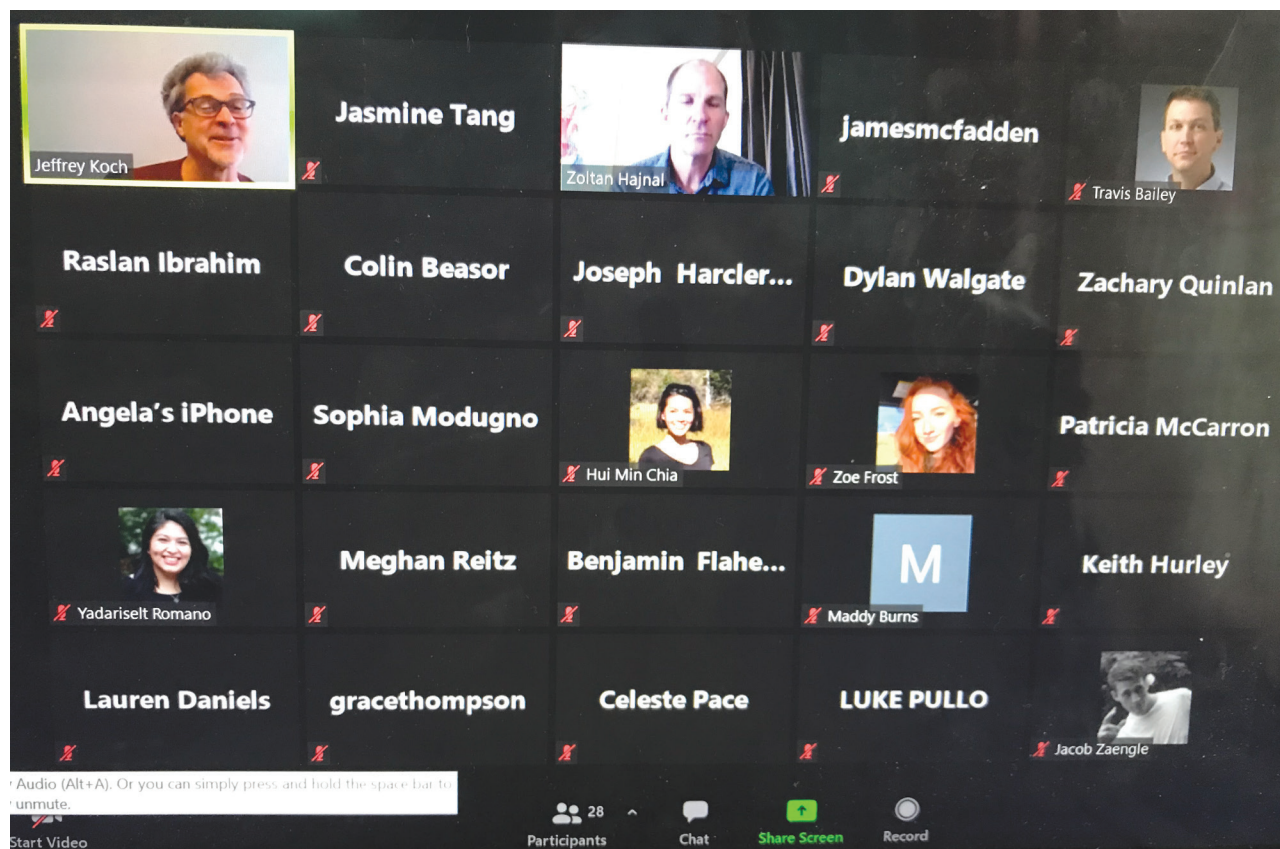 Jeffrey Koch
Jasmine Tang
Zoltan Hajnal
jamesmcfadden
Travis Bailey
Raslan Ibrahim
Colin Beasor
Joseph Harcler...
Dylan Walgate
Zachary Quinlan
Angela's iPhone
Sophia Modugno
Hui Min Chia
Zoe Frost
Patricia McCarron
Yadariselt Romano
Meghan Reitz
Benjamin Flahe...
M
Maddy Burns
Keith Hurley
Lauren Daniels
gracethompson
Celeste Pace
LUKE PULLO
Jacob Zaengle
Audio (Alt+A). Or you can simply press and hold the space bar to
unmute.
Start Video
28
Participants
Chat
Share Screen
Record